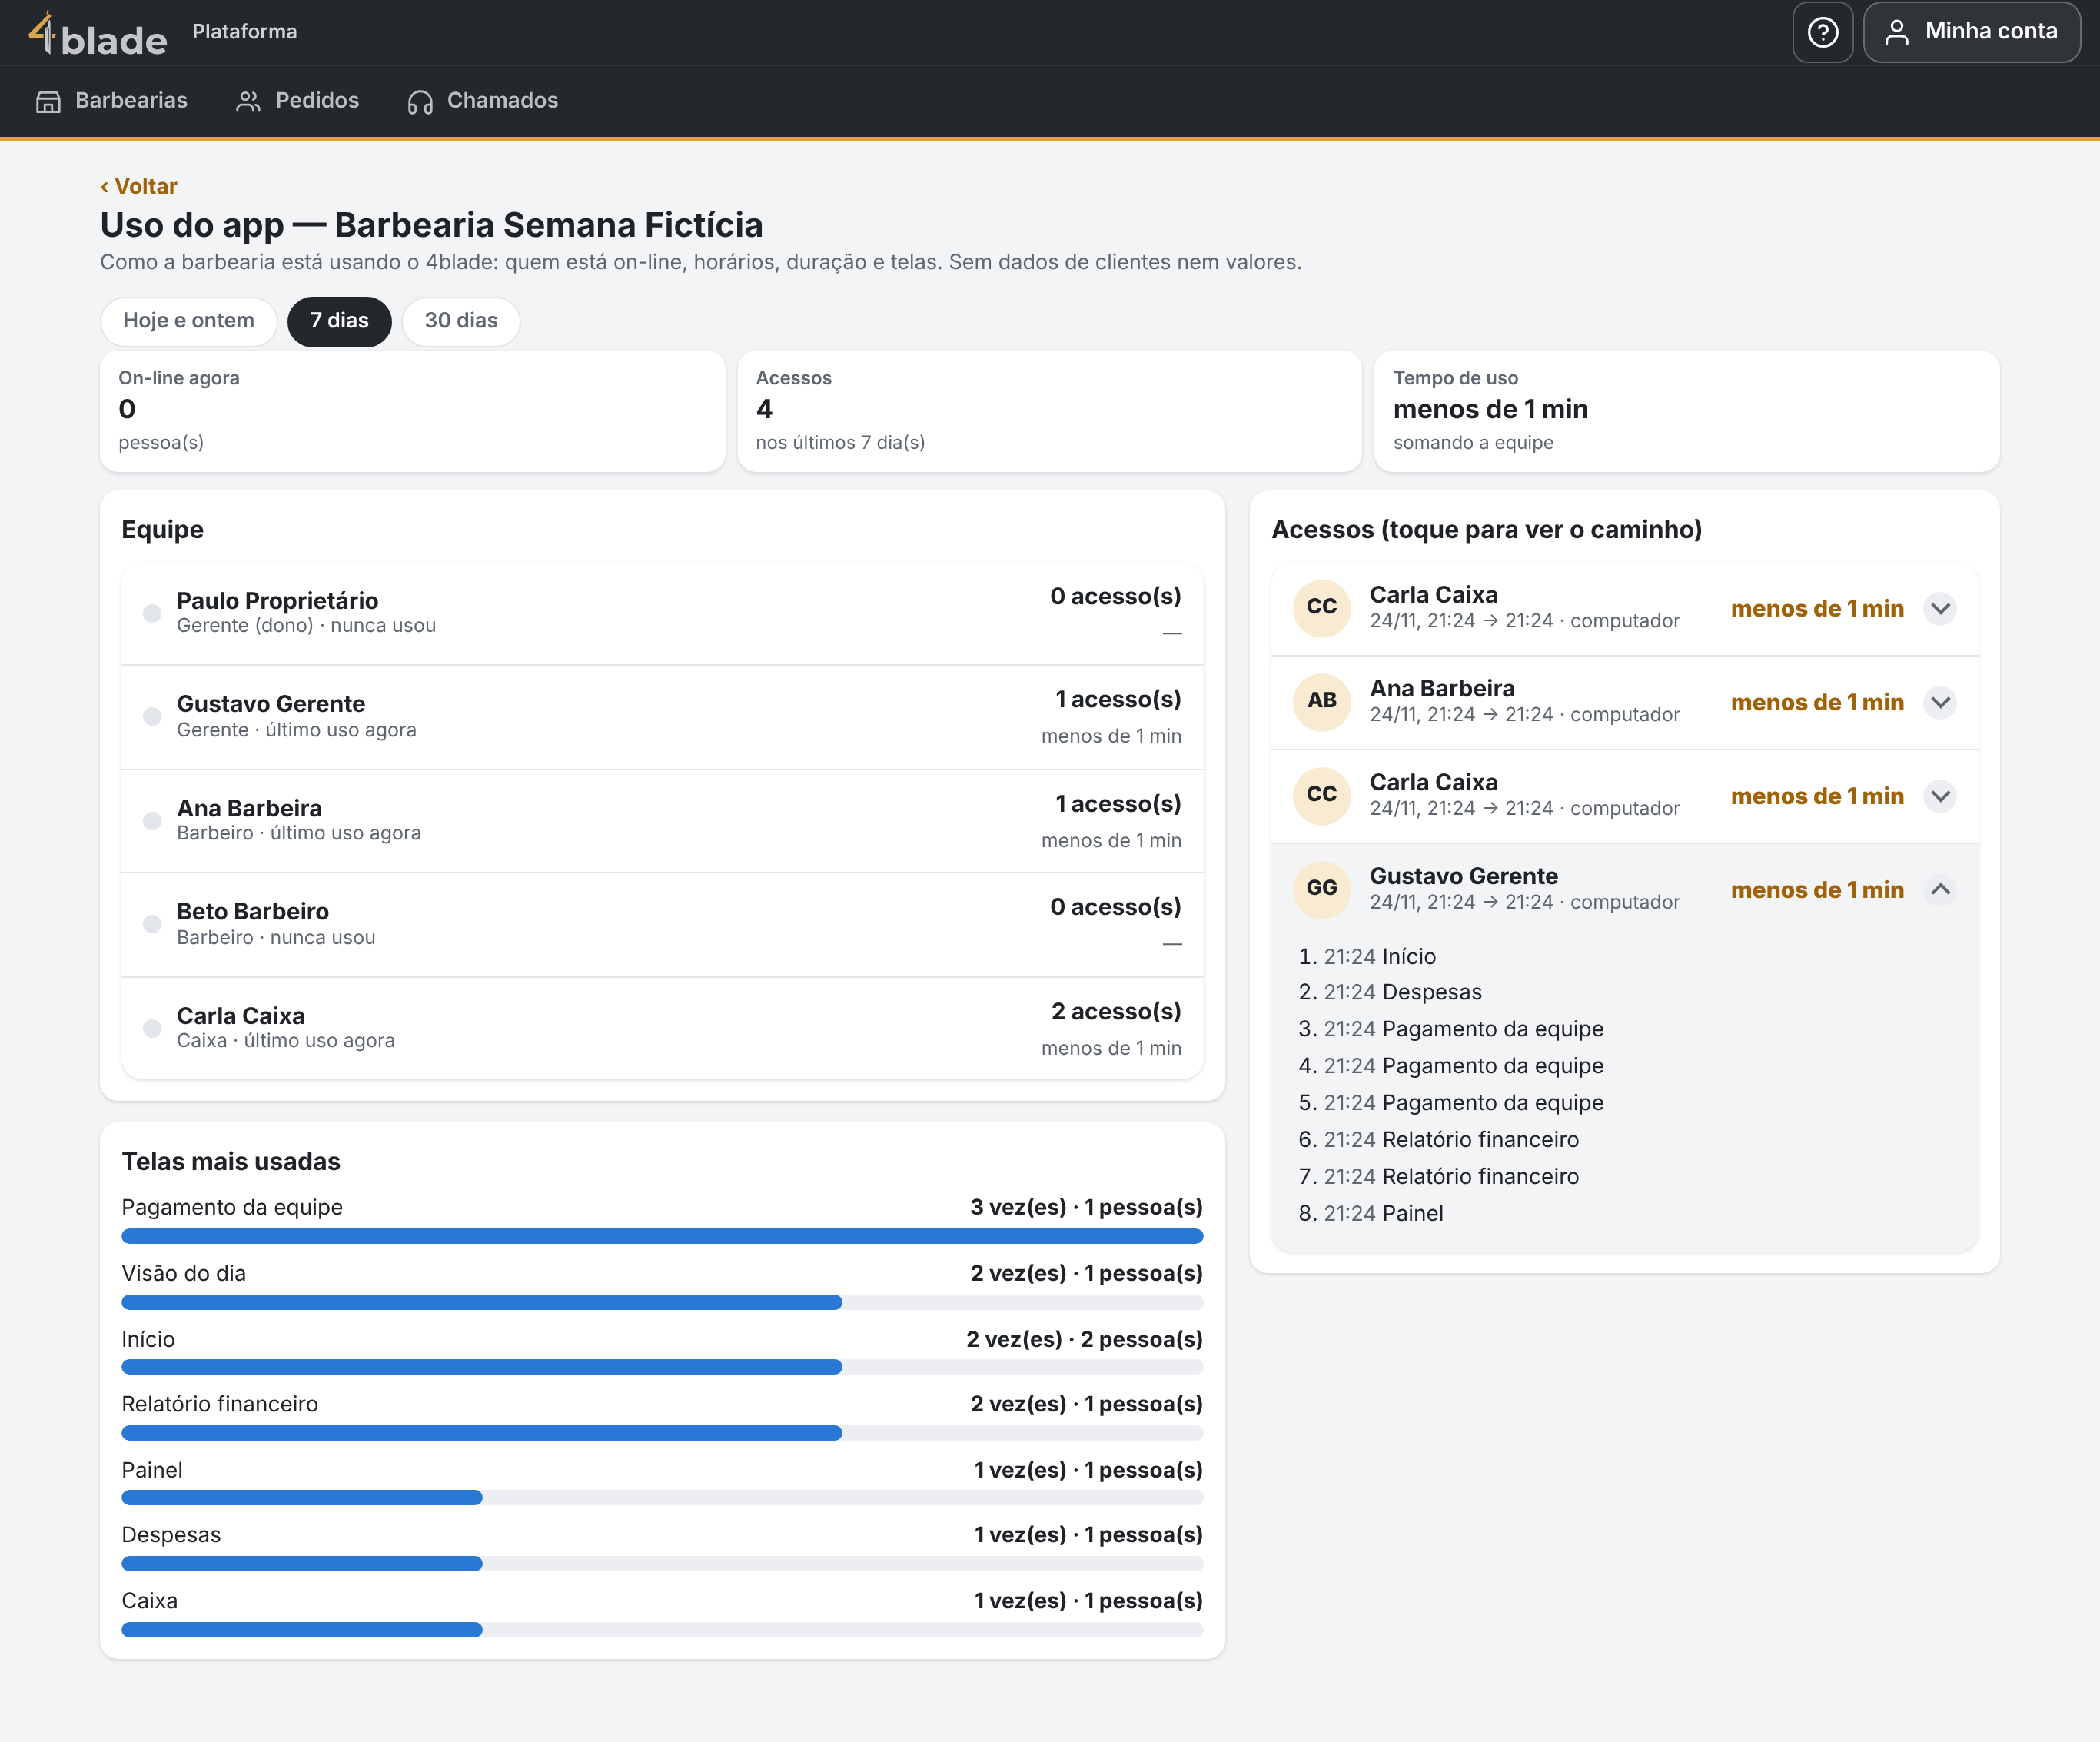 4blade
Plataforma
Minha conta
Barbearias
Pedidos
Chamados
‹ Voltar
Uso do app — Barbearia Semana Fictícia
Como a barbearia está usando o 4blade: quem está on-line, horários, duração e telas. Sem dados de clientes nem valores.
Hoje e ontem
7 dias
30 dias
On-line agora
0
pessoa(s)
Acessos
4
nos últimos 7 dia(s)
Tempo de uso
menos de 1 min
somando a equipe
Equipe
Paulo Proprietário
Gerente (dono) · nunca usou
0 acesso(s)
—
Gustavo Gerente
Gerente · último uso agora
1 acesso(s)
menos de 1 min
Ana Barbeira
Barbeiro · último uso agora
1 acesso(s)
menos de 1 min
Beto Barbeiro
Barbeiro · nunca usou
0 acesso(s)
—
Carla Caixa
Caixa · último uso agora
2 acesso(s)
menos de 1 min
Telas mais usadas
Pagamento da equipe 3 vez(es) · 1 pessoa(s)
Visão do dia 2 vez(es) · 1 pessoa(s)
Início 2 vez(es) · 2 pessoa(s)
Relatório financeiro 2 vez(es) · 1 pessoa(s)
Painel 1 vez(es) · 1 pessoa(s)
Despesas 1 vez(es) · 1 pessoa(s)
Caixa 1 vez(es) · 1 pessoa(s)
Acessos (toque para ver o caminho)
CC
Carla Caixa
24/11, 21:24 → 21:24 · computador
menos de 1 min
AB
Ana Barbeira
24/11, 21:24 → 21:24 · computador
menos de 1 min
CC
Carla Caixa
24/11, 21:24 → 21:24 · computador
menos de 1 min
GG
Gustavo Gerente
24/11, 21:24 → 21:24 · computador
menos de 1 min
1. 21:24 Início
2. 21:24 Despesas
3. 21:24 Pagamento da equipe
4. 21:24 Pagamento da equipe
5. 21:24 Pagamento da equipe
6. 21:24 Relatório financeiro
7. 21:24 Relatório financeiro
8. 21:24 Painel